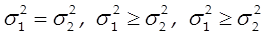 σ₁² = σ₂², σ₁² ≥ σ₂², σ₁² ≥ σ₂²